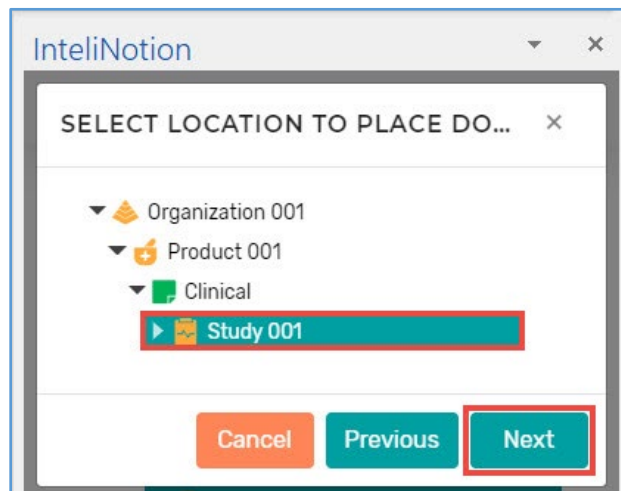 InteliNotion
SELECT LOCATION TO PLACE DO...
Organization 001
Product 001
Clinical
Study 001
Cancel Previous Next